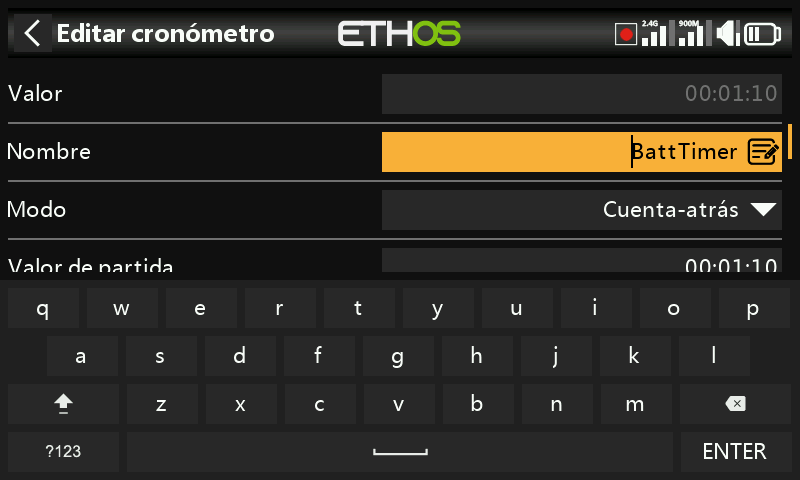 Editar cronómetro ETHOS 2.4G 900M
Valor 00:01:10
Nombre BattTimer
Modo Cuenta-atrás
Valor de partida 00:01:10
q w e r t y u i o p
a s d f g h j k l
z x c v b n m
?123 ENTER